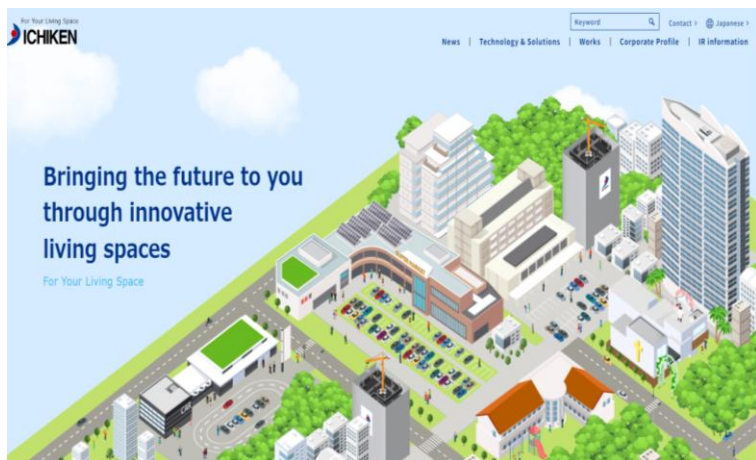 For Your Living Space
ICHIKEN
Keyword
Contact >
Japanese >
News | Technology & Solutions | Works | Corporate Profile | IR information
Bringing the future to you
through innovative
living spaces
For Your Living Space